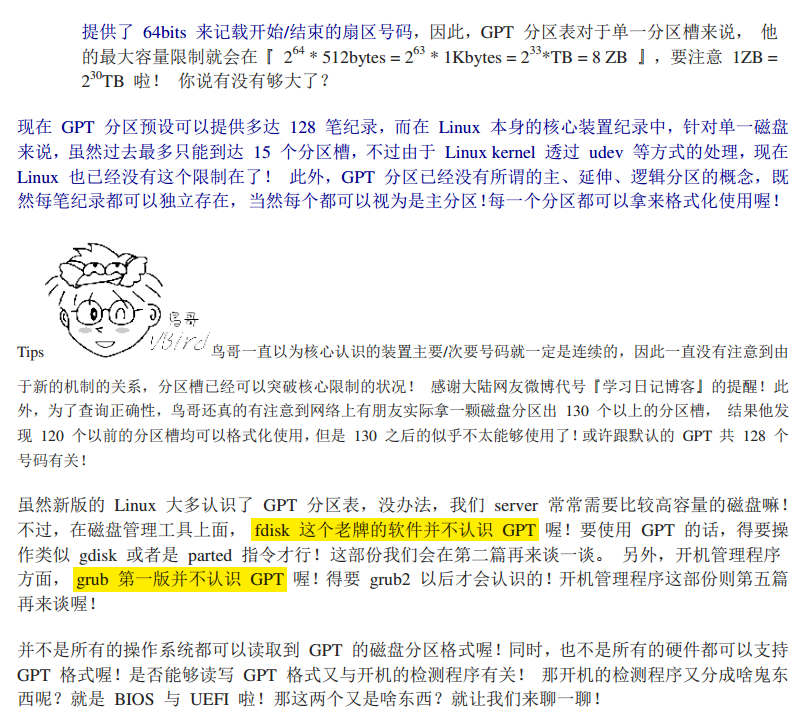 提供了 64bits 来记载开始/结束的扇区号码，因此，GPT 分区表对于单一分区槽来说， 他
的最大容量限制就会在『 2^64 * 512bytes = 2^63 * 1Kbytes = 2^33*TB = 8 ZB 』，要注意 1ZB =
2^30TB 啦！ 你说有没有够大了？
现在 GPT 分区预设可以提供多达 128 笔纪录，而在 Linux 本身的核心装置纪录中，针对单一磁盘
来说，虽然过去最多只能到达 15 个分区槽，不过由于 Linux kernel 透过 udev 等方式的处理，现在
Linux 也已经没有这个限制在了！ 此外，GPT 分区已经没有所谓的主、延伸、逻辑分区的概念，既
然每笔纪录都可以独立存在，当然每个都可以视为是主分区！每一个分区都可以拿来格式化使用喔！
鸟哥
VBird
Tips 鸟哥一直以为核心认识的装置主要/次要号码就一定是连续的，因此一直没有注意到由
于新的机制的关系，分区槽已经可以突破核心限制的状况！ 感谢大陆网友微博代号『学习日记博客』的提醒！此
外，为了查询正确性，鸟哥还真的有注意到网络上有朋友实际拿一颗磁盘分区出 130 个以上的分区槽， 结果他发
现 120 个以前的分区槽均可以格式化使用，但是 130 之后的似乎不太能够使用了！或许跟默认的 GPT 共 128 个
号码有关！
虽然新版的 Linux 大多认识了 GPT 分区表，没办法，我们 server 常常需要比较高容量的磁盘嘛！
不过，在磁盘管理工具上面， fdisk 这个老牌的软件并不认识 GPT 喔！要使用 GPT 的话，得要操
作类似 gdisk 或者是 parted 指令才行！这部份我们会在第二篇再来谈一谈。 另外，开机管理程序
方面， grub 第一版并不认识 GPT 喔！得要 grub2 以后才会认识的！开机管理程序这部份则第五篇
再来谈喔！
并不是所有的操作系统都可以读取到 GPT 的磁盘分区格式喔！同时，也不是所有的硬件都可以支持
GPT 格式喔！是否能够读写 GPT 格式又与开机的检测程序有关！ 那开机的检测程序又分成啥鬼东
西呢？就是 BIOS 与 UEFI 啦！那这两个又是啥东西？就让我们来聊一聊！